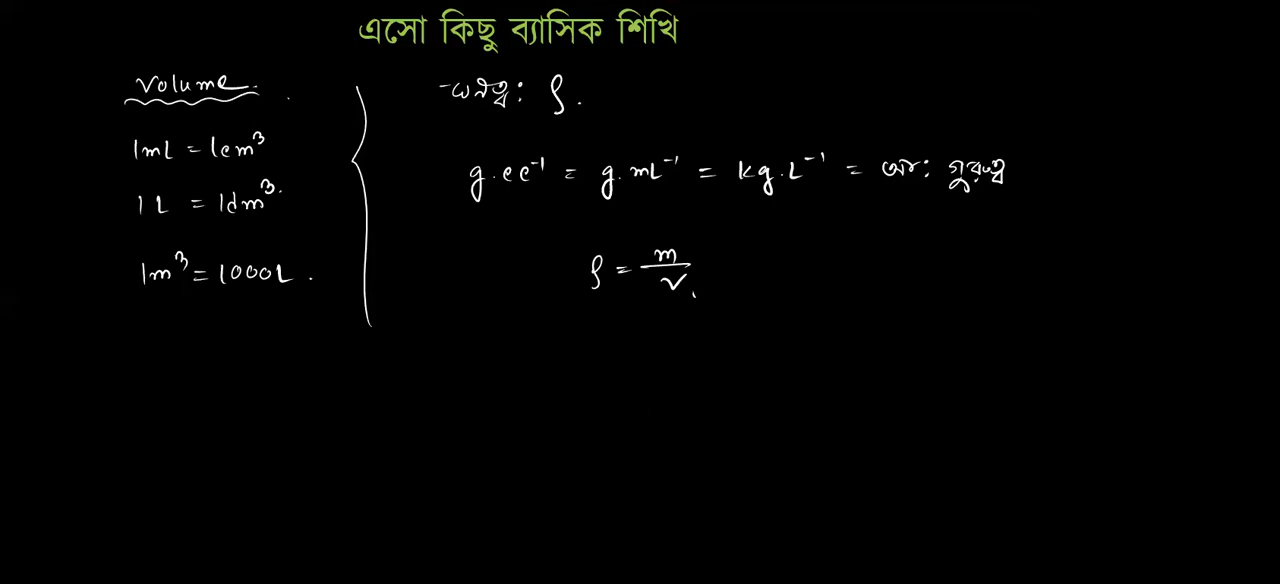 এসো কিছু ব্যাসিক শিখি
Volume.
1mL = 1cm³
1L = 1dm³.
1m³ = 1000L.
ঘনত্ব: ρ.
g.cc⁻¹ = g.mL⁻¹ = kg.L⁻¹ = আ: গুরুত্ব
ρ = m/V.